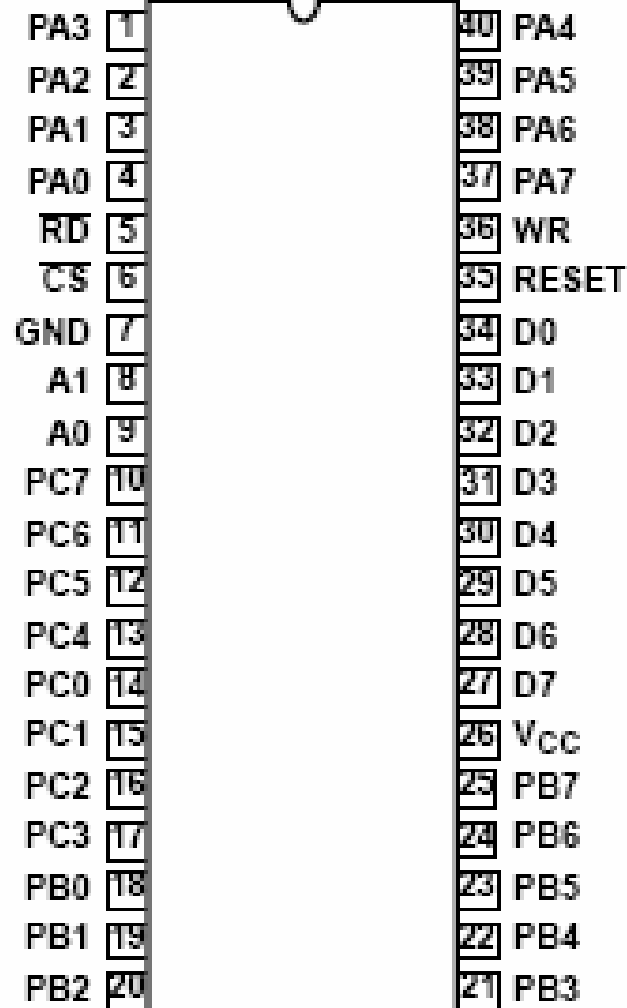 PA3 1 40 PA4
PA2 2 39 PA5
PA1 3 38 PA6
PA0 4 37 PA7
R̅D̅ 5 36 WR
C̅S̅ 6 35 RESET
GND 7 34 D0
A1 8 33 D1
A0 9 32 D2
PC7 10 31 D3
PC6 11 30 D4
PC5 12 29 D5
PC4 13 28 D6
PC0 14 27 D7
PC1 15 26 VCC
PC2 16 25 PB7
PC3 17 24 PB6
PB0 18 23 PB5
PB1 19 22 PB4
PB2 20 21 PB3